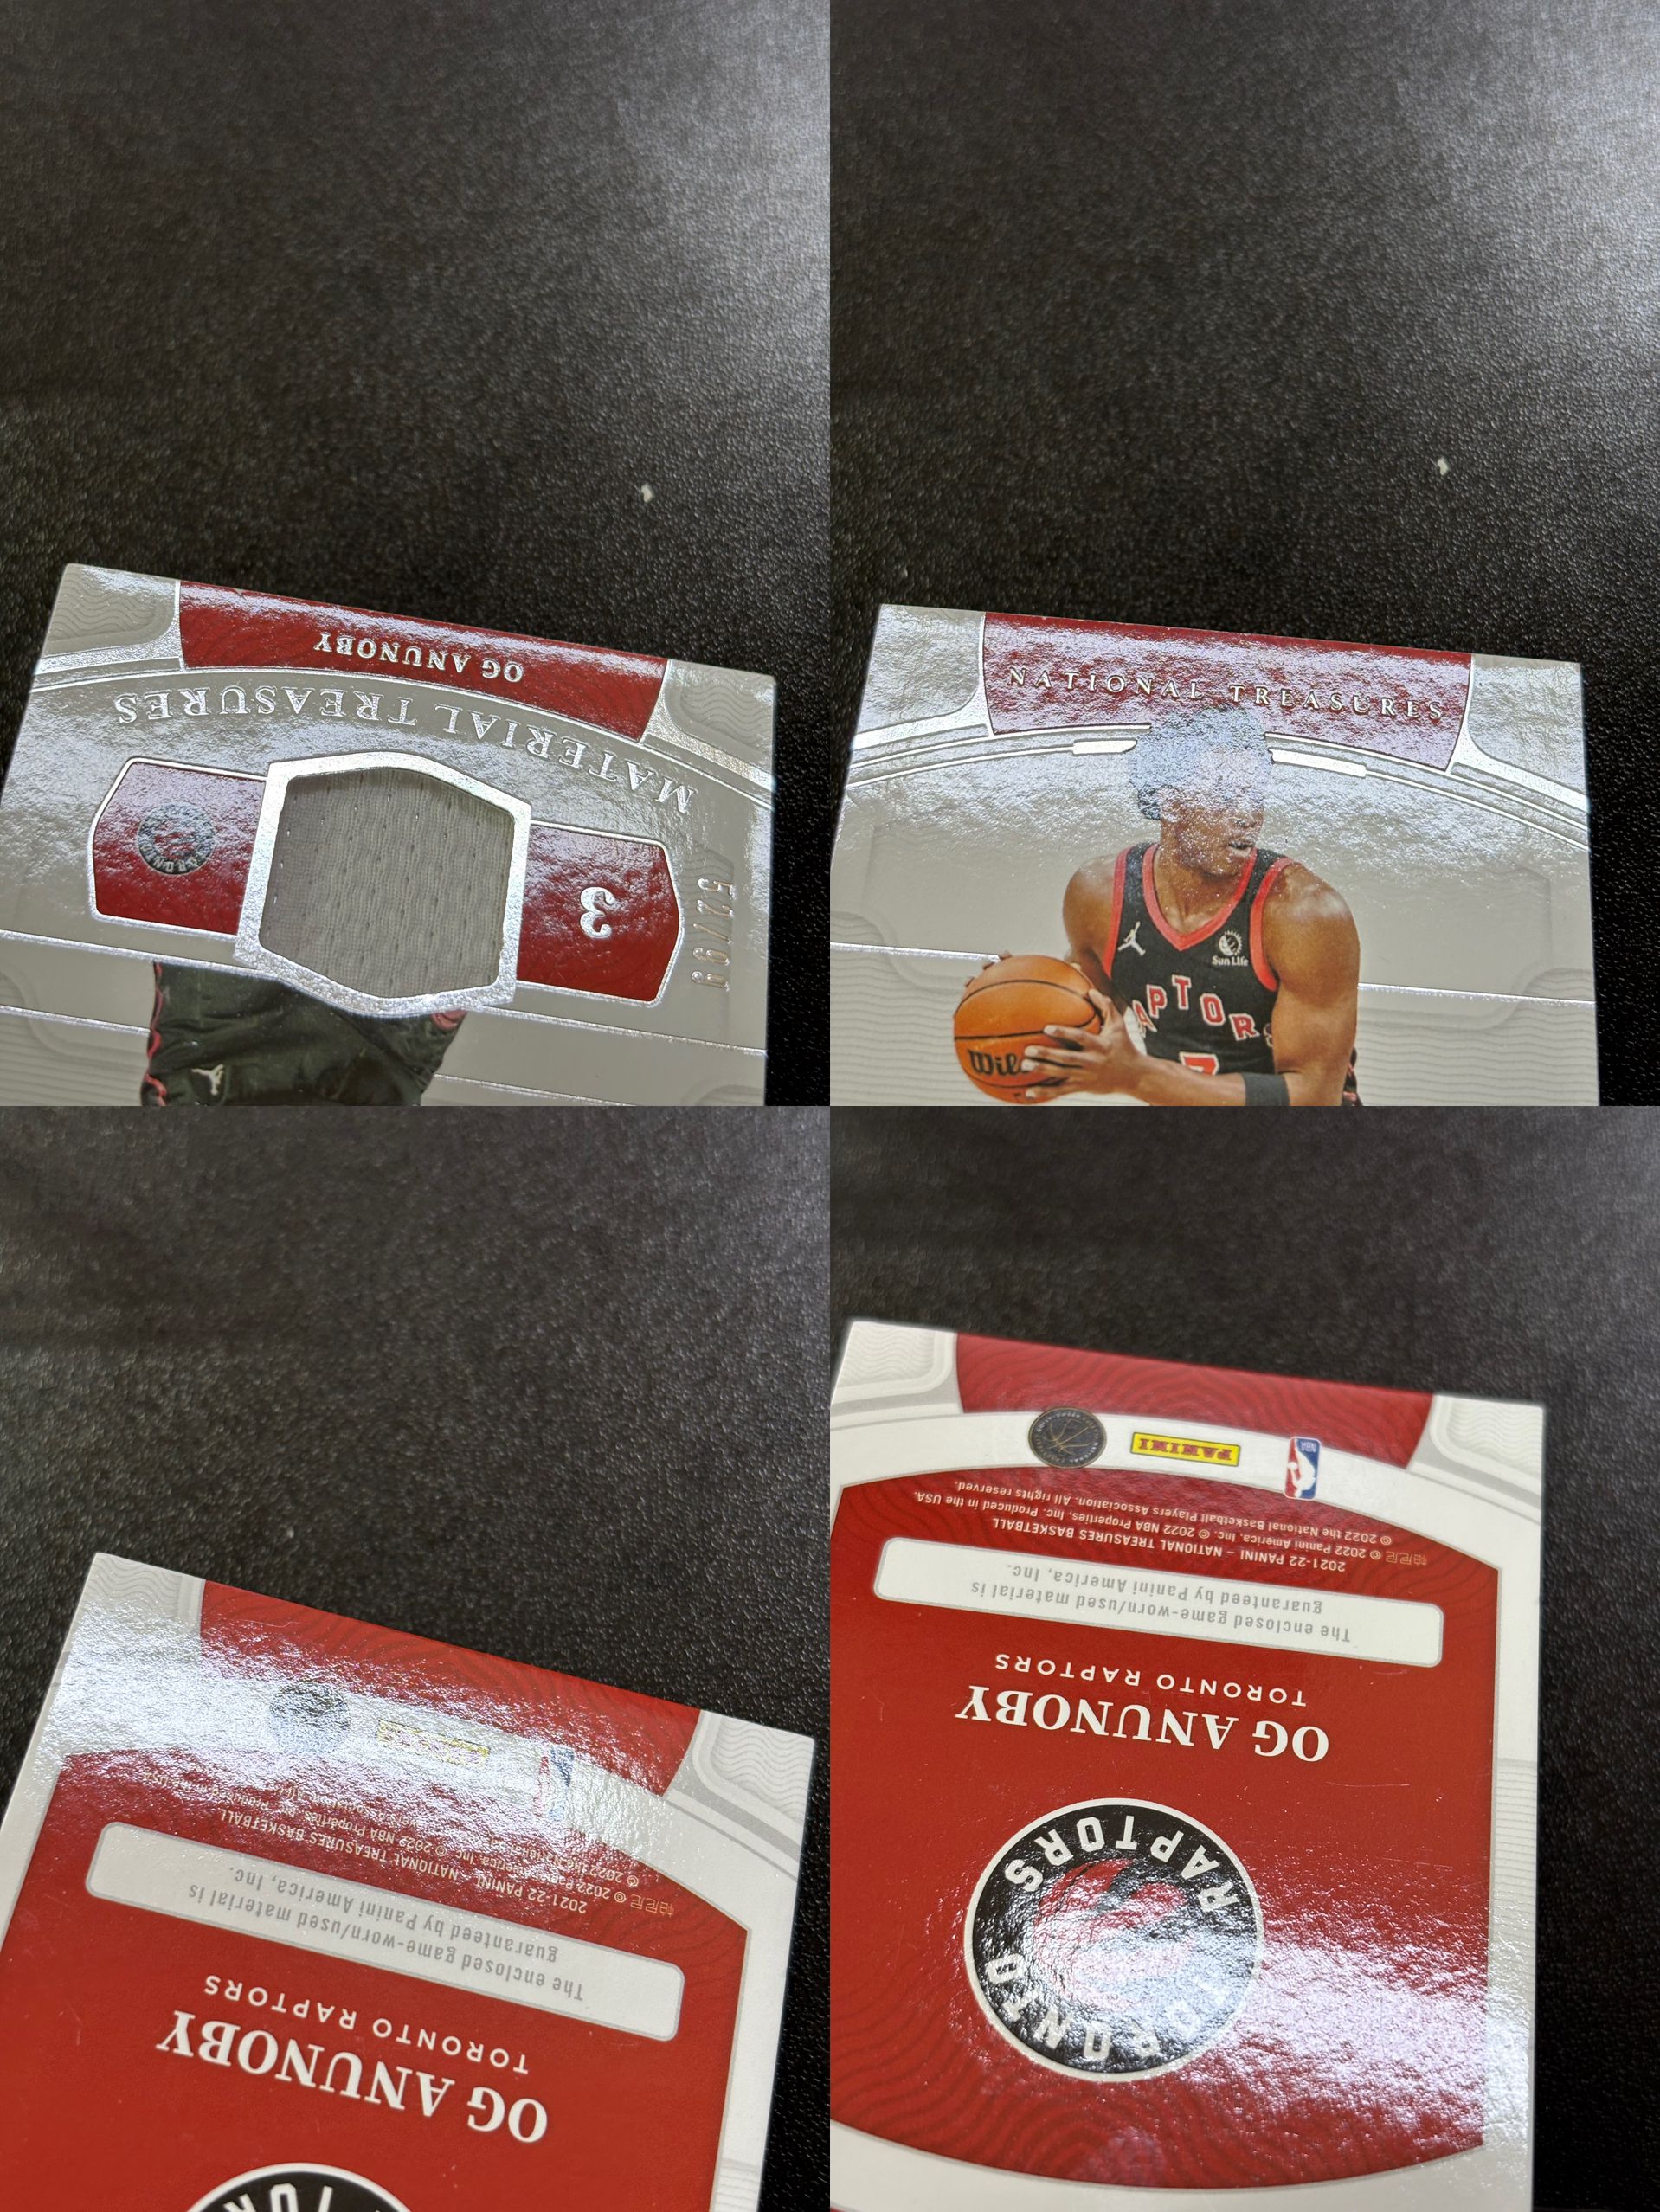 3
MATERIAL TREASURES
OG ANUNOBY
NATIONAL TREASURES
Sun Life
APTOR
Wil
OG ANUNOBY
TORONTO RAPTORS
The enclosed game-worn/used material is
guaranteed by Panini America, Inc.
2021-22 PANINI – NATIONAL TREASURES BASKETBALL
TORONTO RAPTORS
OG ANUNOBY
TORONTO RAPTORS
The enclosed game-worn/used material is
guaranteed by Panini America, Inc.
2021-22 PANINI – NATIONAL TREASURES BASKETBALL
© 2022 Panini America, Inc. © 2022 NBA Properties, Inc. Produced in the USA.
© 2022 the National Basketball Players Association. All rights reserved.
NBA
PANINI